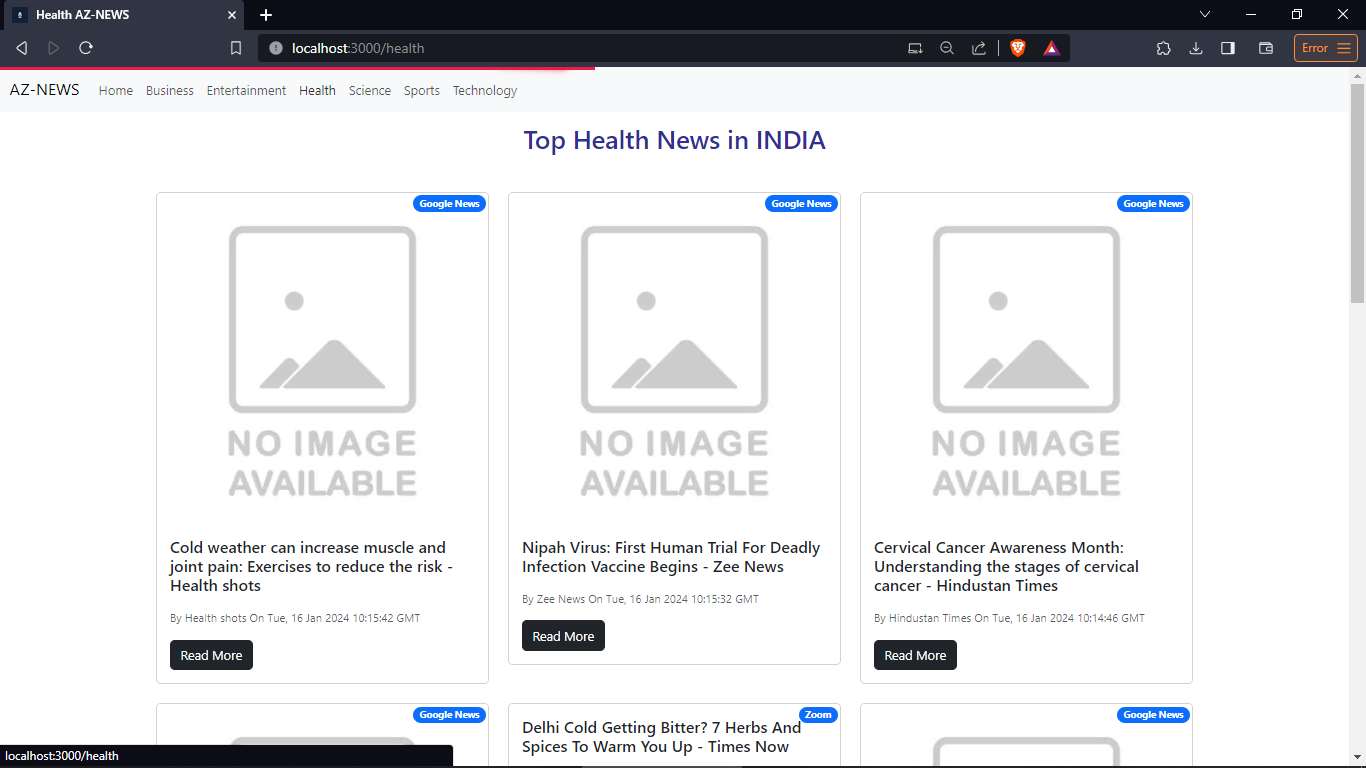 Health AZ-NEWS
localhost:3000/health
Error
AZ-NEWS Home Business Entertainment Health Science Sports Technology
Top Health News in INDIA
Google News
NO IMAGE
AVAILABLE
Cold weather can increase muscle and
joint pain: Exercises to reduce the risk -
Health shots
By Health shots On Tue, 16 Jan 2024 10:15:42 GMT
Read More
Google News
NO IMAGE
AVAILABLE
Nipah Virus: First Human Trial For Deadly
Infection Vaccine Begins - Zee News
By Zee News On Tue, 16 Jan 2024 10:15:32 GMT
Read More
Google News
NO IMAGE
AVAILABLE
Cervical Cancer Awareness Month:
Understanding the stages of cervical
cancer - Hindustan Times
By Hindustan Times On Tue, 16 Jan 2024 10:14:46 GMT
Read More
Google News
Zoom
Delhi Cold Getting Bitter? 7 Herbs And
Spices To Warm You Up - Times Now
Google News
localhost:3000/health